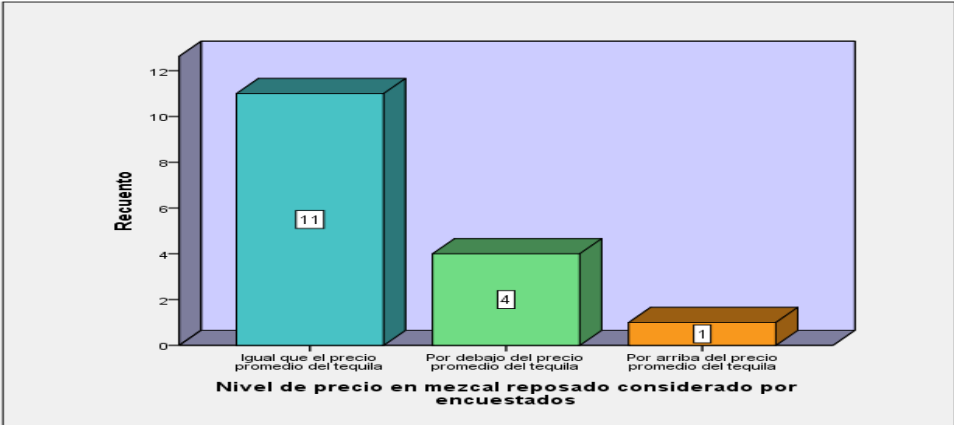 Recuento
12
10
8
6
4
2
0
11
4
1
Igual que el precio
promedio del tequila
Por debajo del precio
promedio del tequila
Por arriba del precio
promedio del tequila
Nivel de precio en mezcal reposado considerado por
encuestados